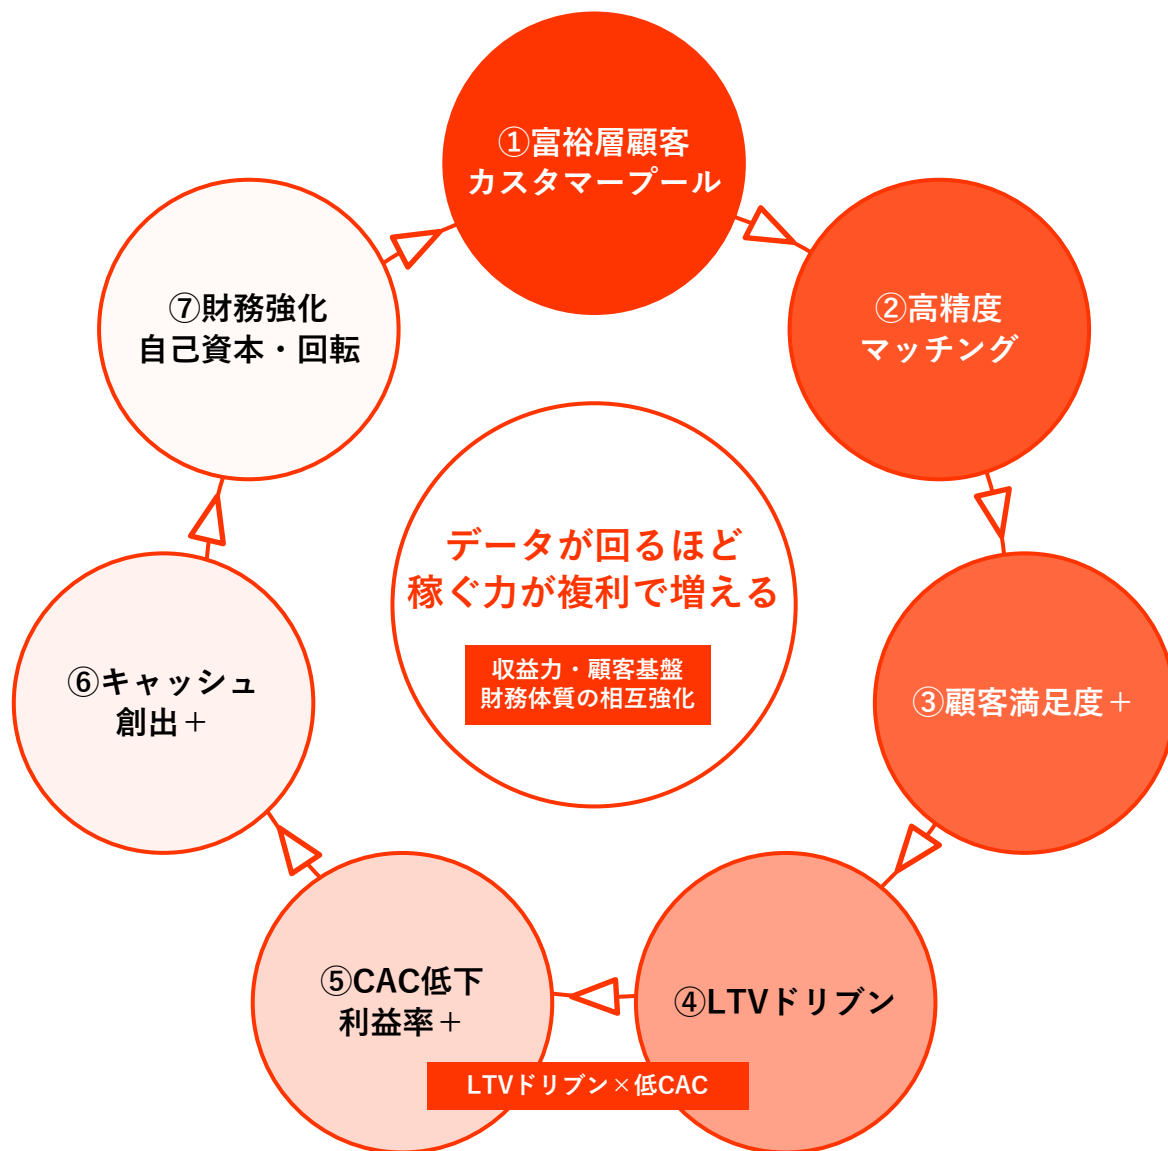 ①富裕層顧客
カスタマープール
②高精度
マッチング
③顧客満足度＋
④LTVドリブン
⑤CAC低下
利益率＋
LTVドリブン×低CAC
⑥キャッシュ
創出＋
⑦財務強化
自己資本・回転
データが回るほど
稼ぐ力が複利で増える
収益力・顧客基盤
財務体質の相互強化